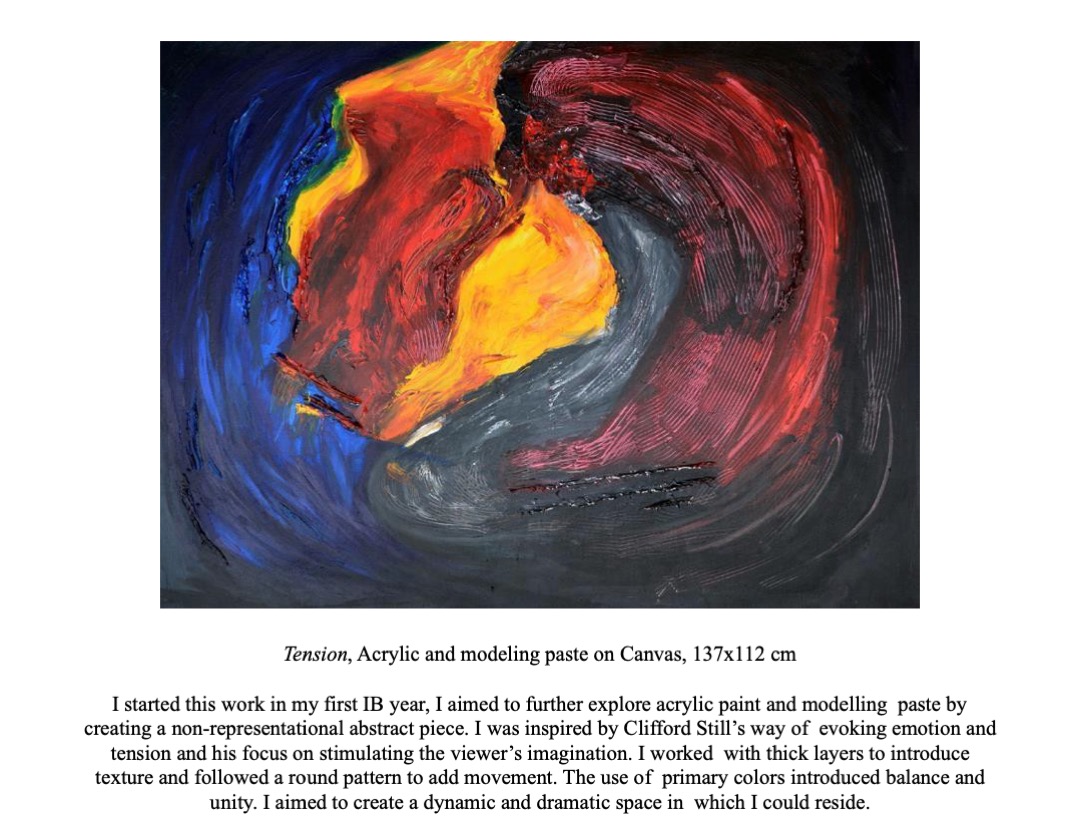 Tension, Acrylic and modeling paste on Canvas, 137x112 cm
I started this work in my first IB year, I aimed to further explore acrylic paint and modelling paste by
creating a non-representational abstract piece. I was inspired by Clifford Still’s way of evoking emotion and
tension and his focus on stimulating the viewer’s imagination. I worked with thick layers to introduce
texture and followed a round pattern to add movement. The use of primary colors introduced balance and
unity. I aimed to create a dynamic and dramatic space in which I could reside.